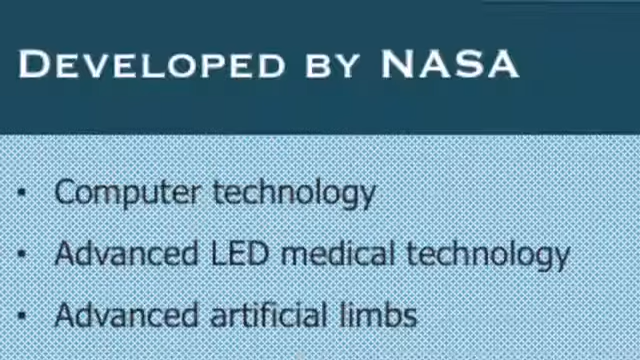 Developed by NASA
• Computer technology
• Advanced LED medical technology
• Advanced artificial limbs